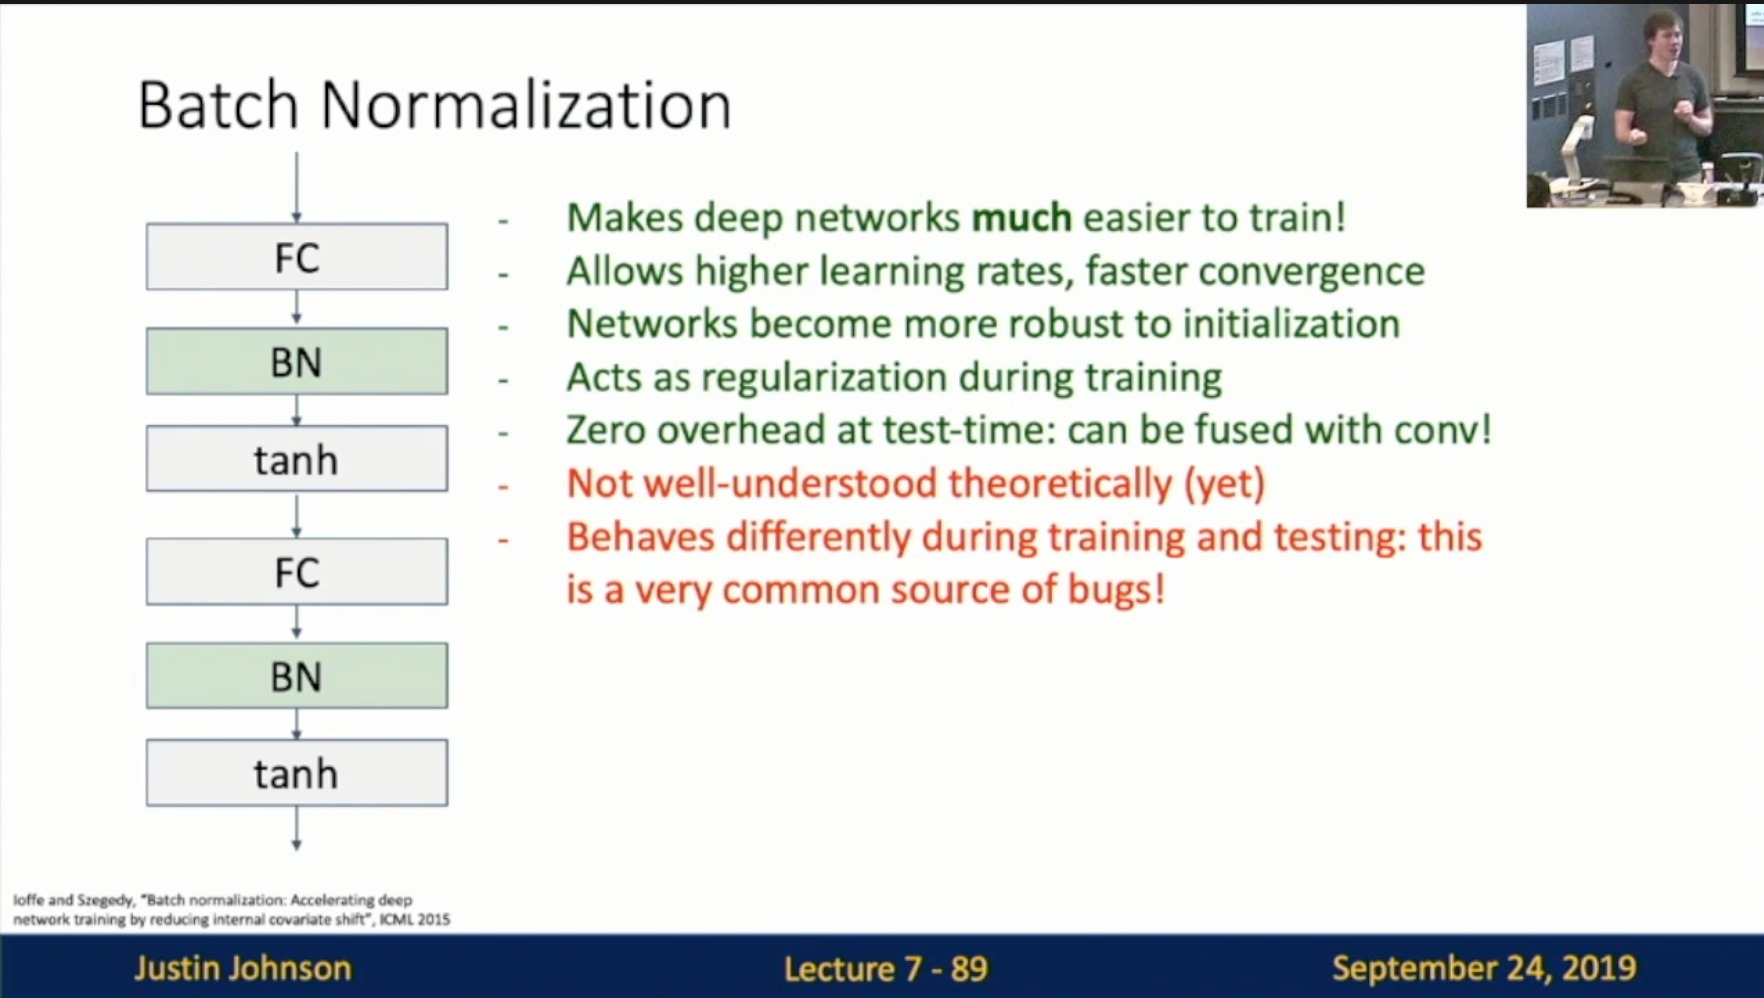 Batch Normalization
FC
BN
tanh
FC
BN
tanh
- Makes deep networks much easier to train!
- Allows higher learning rates, faster convergence
- Networks become more robust to initialization
- Acts as regularization during training
- Zero overhead at test-time: can be fused with conv!
- Not well-understood theoretically (yet)
- Behaves differently during training and testing: this
is a very common source of bugs!
Ioffe and Szegedy, "Batch normalization: Accelerating deep
network training by reducing internal covariate shift", ICML 2015
Justin Johnson
Lecture 7 - 89
September 24, 2019